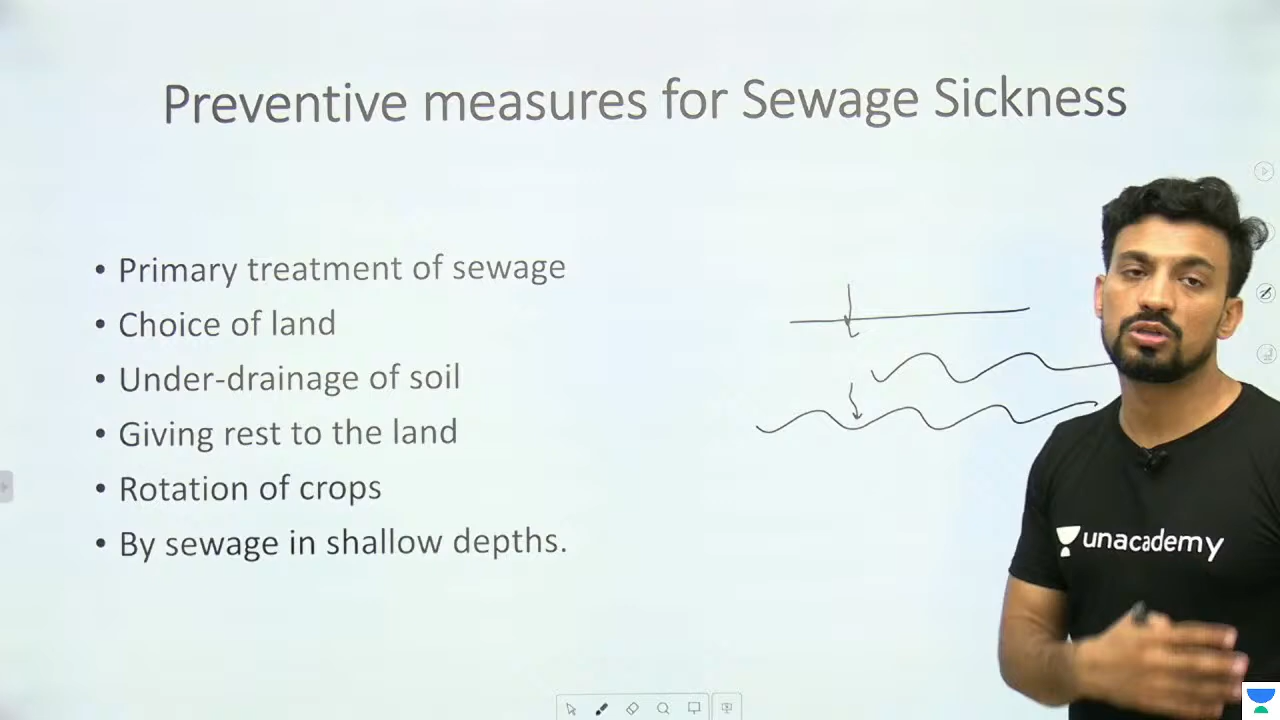 Preventive measures for Sewage Sickness
• Primary treatment of sewage
• Choice of land
• Under-drainage of soil
• Giving rest to the land
• Rotation of crops
• By sewage in shallow depths.
unacademy